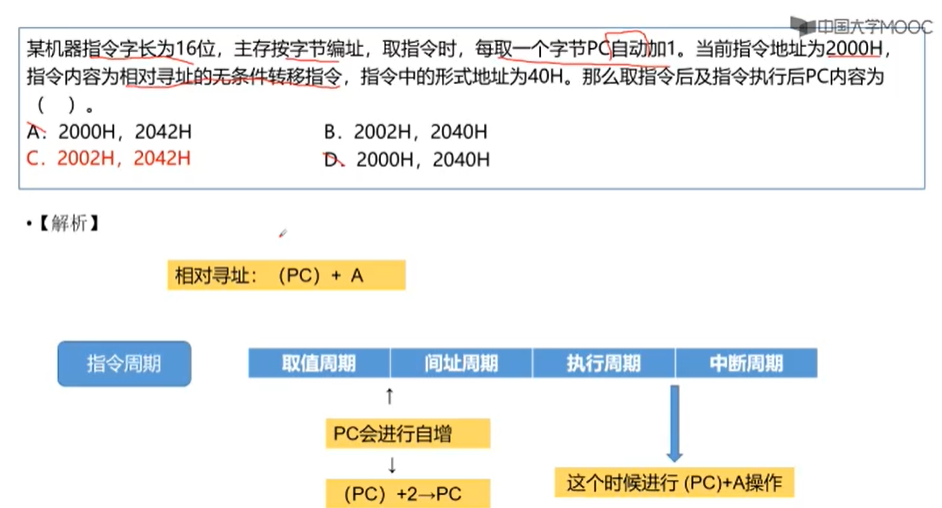 中国大学MOOC
某机器指令字长为16位，主存按字节编址，取指令时，每取一个字节PC自动加1。当前指令地址为2000H，
指令内容为相对寻址的无条件转移指令，指令中的形式地址为40H。那么取指令后及指令执行后PC内容为
（　）。
A. 2000H，2042H B. 2002H，2040H
C. 2002H，2042H D. 2000H，2040H
•【解析】
相对寻址：（PC）+ A
指令周期 取值周期 间址周期 执行周期 中断周期
↑
PC会进行自增
↓
（PC）+2→PC
这个时候进行 (PC)+A操作